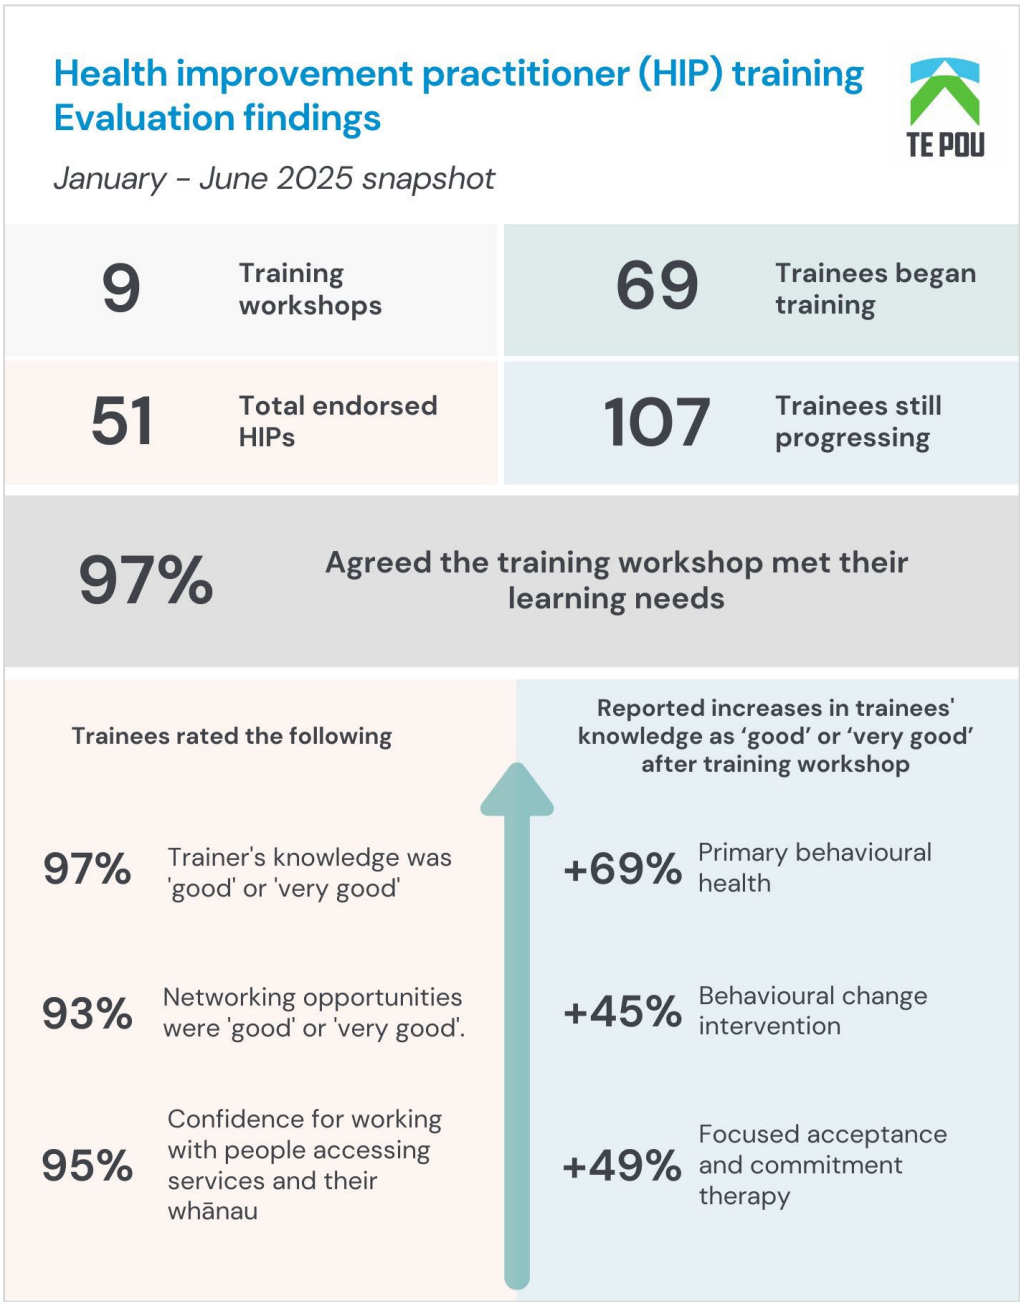 Health improvement practitioner (HIP) training
Evaluation findings
January - June 2025 snapshot
TE POU
9
Training
workshops
69
Trainees began
training
51
Total endorsed
HIPs
107
Trainees still
progressing
97%
Agreed the training workshop met their
learning needs
Trainees rated the following
97%
Trainer's knowledge was
'good' or 'very good'
93%
Networking opportunities
were 'good' or 'very good'.
95%
Confidence for working
with people accessing
services and their
whānau
Reported increases in trainees'
knowledge as ‘good’ or ‘very good’
after training workshop
+69%
Primary behavioural
health
+45%
Behavioural change
intervention
+49%
Focused acceptance
and commitment
therapy